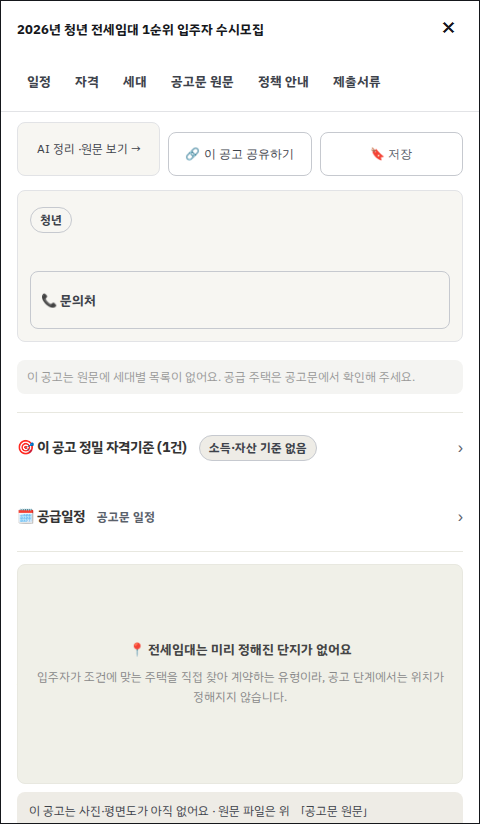 2026년 청년 전세임대 1순위 입주자 수시모집 ✕
일정 자격 세대 공고문 원문 정책 안내 제출서류
AI 정리 ·원문 보기 → 🔗 이 공고 공유하기 🔖 저장
청년
📞 문의처
이 공고는 원문에 세대별 목록이 없어요. 공급 주택은 공고문에서 확인해 주세요.
🎯 이 공고 정밀 자격기준 (1건) 소득·자산 기준 없음 ›
🗓️ 공급일정 공고문 일정 ›
📍 전세임대는 미리 정해진 단지가 없어요
입주자가 조건에 맞는 주택을 직접 찾아 계약하는 유형이라, 공고 단계에서는 위치가
정해지지 않습니다.
이 공고는 사진·평면도가 아직 없어요 · 원문 파일은 위 「공고문 원문」